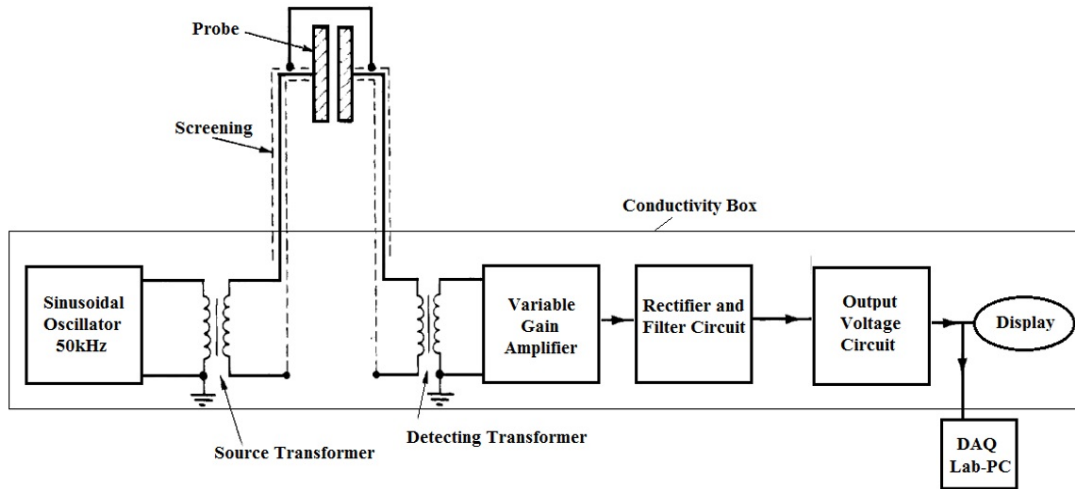 Probe
Screening
Conductivity Box
Sinusoidal
Oscillator
50kHz
Variable
Gain
Amplifier
Rectifier and
Filter Circuit
Output
Voltage
Circuit
Display
Source Transformer
Detecting Transformer
DAQ
Lab-PC